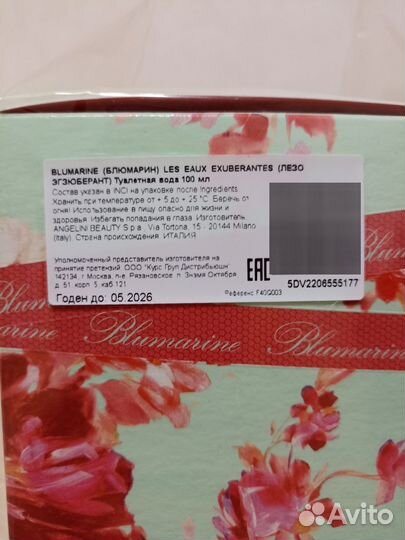 BLUMARINE (БЛЮМАРИН) LES EAUX EXUBERANTES (ЛЕЗО
ЭГЗЮБЕРАНТ) Туалетная вода 100 мл
Состав указан в INCI на упаковке после Ingredients
Хранить при температуре от + 5 до + 25 °C. Беречь от
огня! Использование в пищу опасно для жизни и
здоровья. Избегать попадания в глаза. Изготовитель:
ANGELINI BEAUTY S.p.a. Via Tortona, 15 - 20144 Milano
(Italy). Страна происхождения: ИТАЛИЯ
Уполномоченный представитель изготовителя на
принятие претензий: ООО "Курс Груп Дистрибьюшн"
142134, г Москва, п-е. Рязановское п. Знамя Октября
д. 51, корп 5, каб.121
Годен до: 05.2026
EAC
5DV2206555177
Референс F40G003
Blumarine
Blumarine
Blumarine
Avito